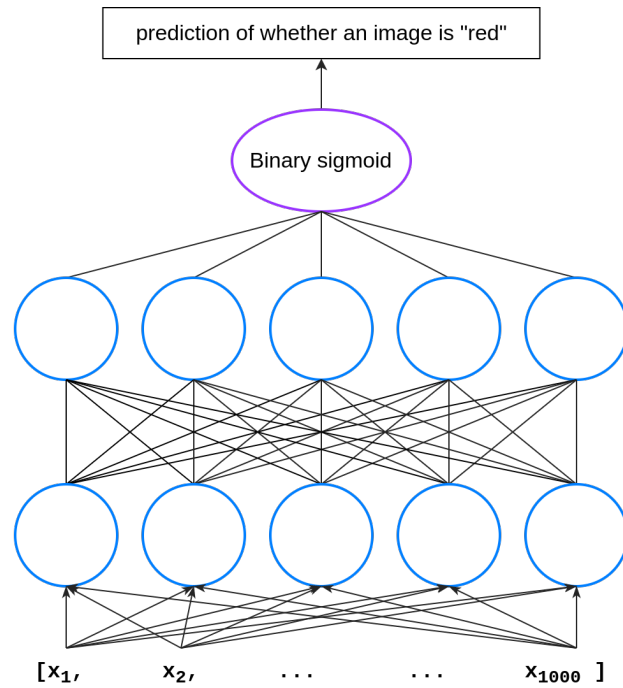 prediction of whether an image is "red"
Binary sigmoid
[x₁, x₂, ... ... x₁₀₀₀ ]